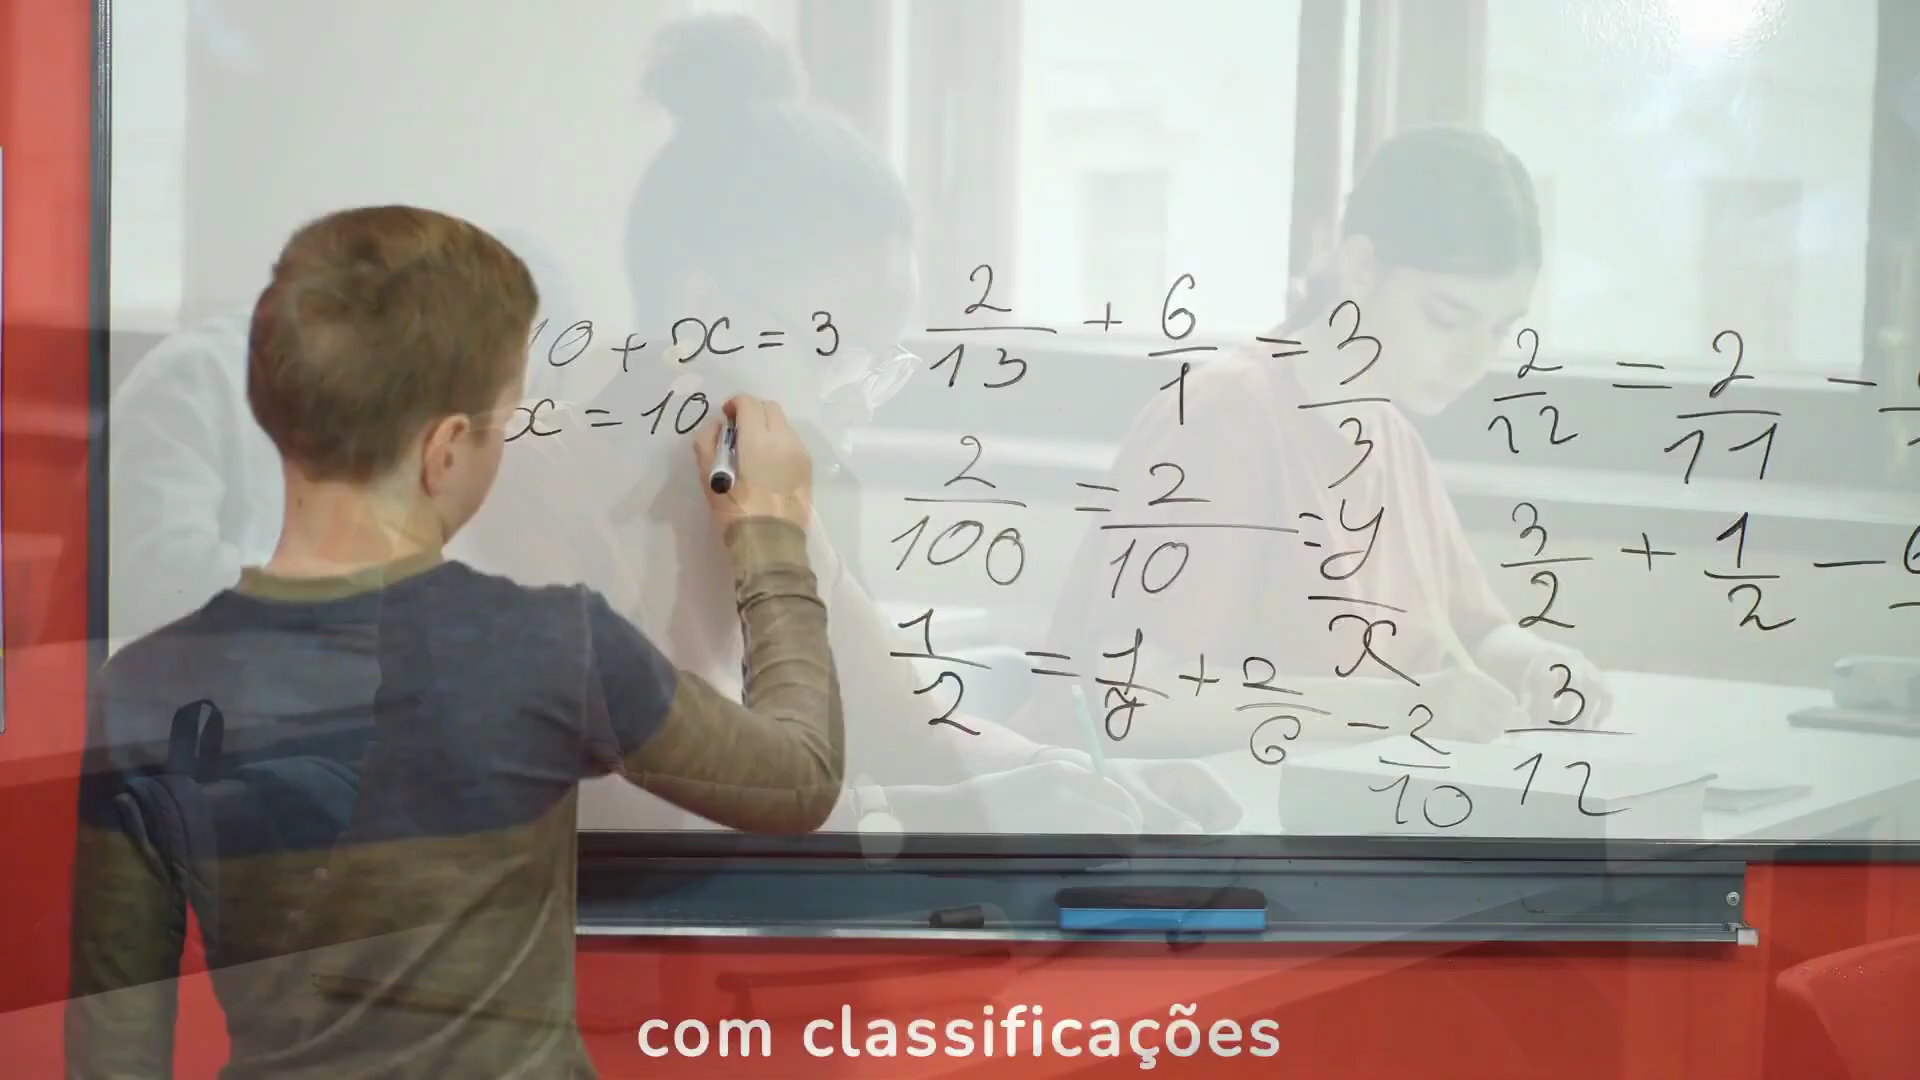 10 + x = 3
x = 10
2/13 + 6/1 = 3/3
2/100 = 2/10 = y/x
1/2 = 1/y + 2/6 - 2/10
2/12 = 2/11 -
3/2 + 1/2 - 6
3/12
com classificações